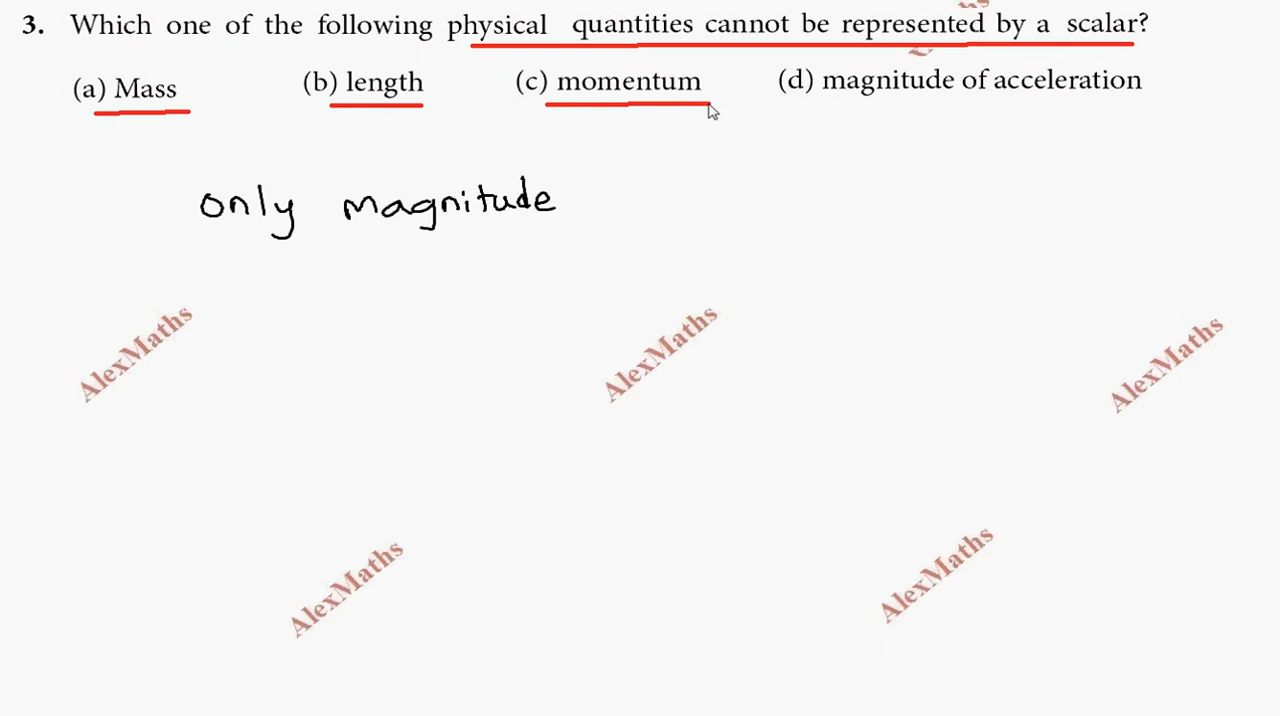 3. Which one of the following physical quantities cannot be represented by a scalar?
(a) Mass (b) length (c) momentum (d) magnitude of acceleration
only magnitude
AlexMaths AlexMaths AlexMaths
AlexMaths AlexMaths